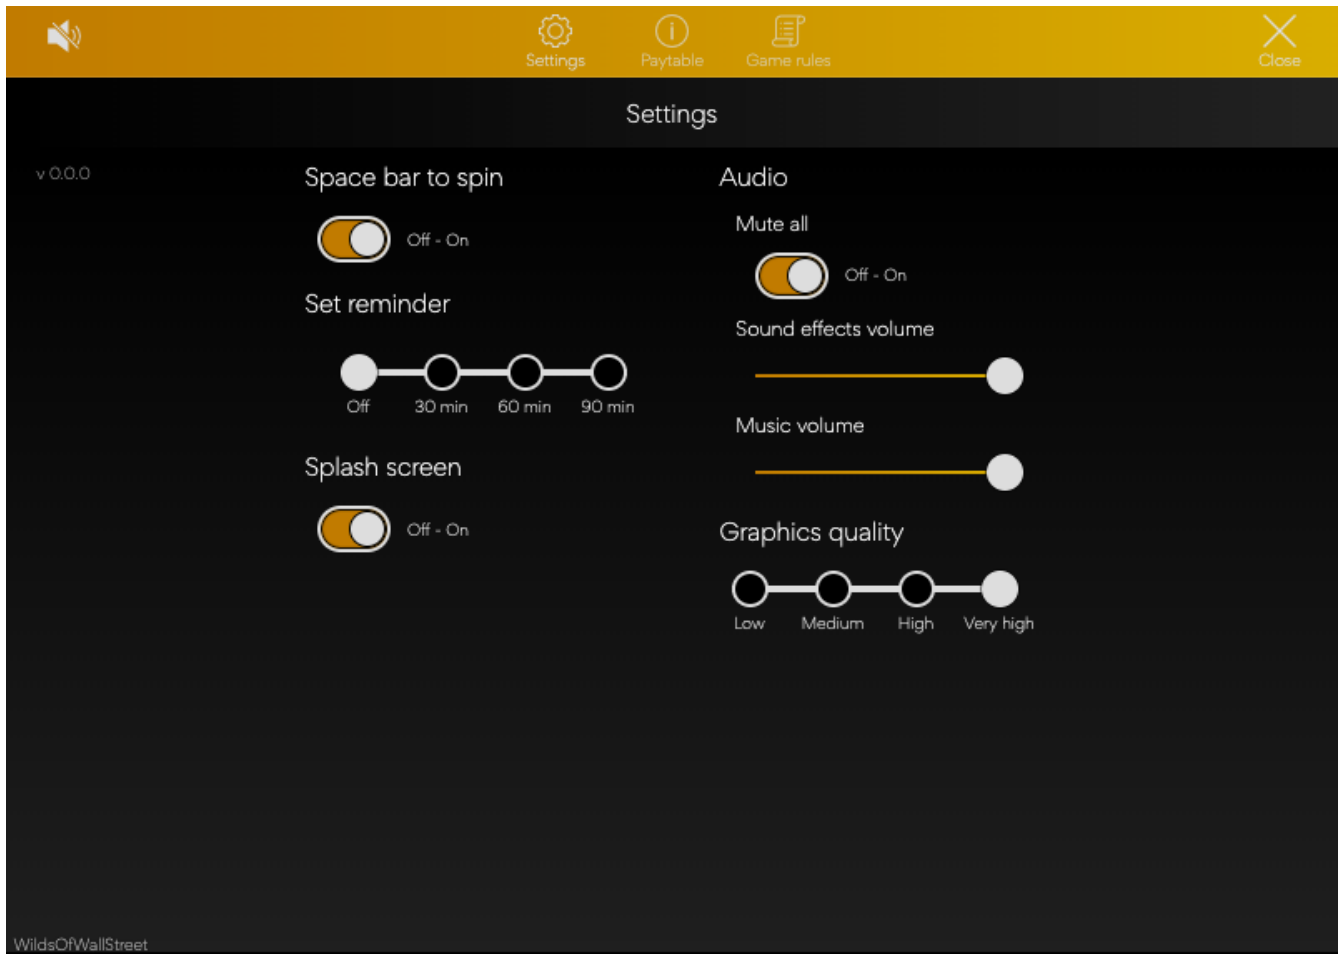 Settings
Paytable
Game rules
Close
Settings
v 0.0.0
Space bar to spin
Off - On
Set reminder
Off
30 min
60 min
90 min
Splash screen
Off - On
Audio
Mute all
Off - On
Sound effects volume
Music volume
Graphics quality
Low
Medium
High
Very high
WildsOfWallStreet